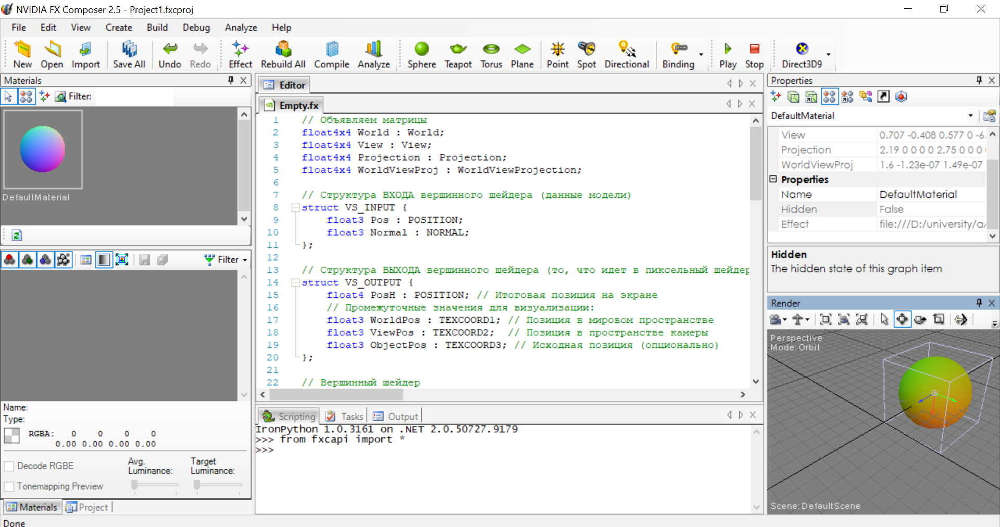 NVIDIA FX Composer 2.5 - Project1.fxcproj
File Edit View Create Build Debug Analyze Help
New Open Import Save All Undo Redo Effect Rebuild All Compile Analyze Sphere Teapot Torus Plane Point Spot Directional Binding Play Stop Direct3D9
Materials
Filter:
DefaultMaterial
Filter
Name:
Type:
RGBA: 0 0 0 0
0.00 0.00 0.00 0.00
Decode RGBE
Avg. Luminance:
Target Luminance:
Tonemapping Preview
Materials Project
Done
Editor
Empty.fx
1 // Объявляем матрицы
2 float4x4 World : World;
3 float4x4 View : View;
4 float4x4 Projection : Projection;
5 float4x4 WorldViewProj : WorldViewProjection;
6
7 // Структура ВХОДА вершинного шейдера (данные модели)
8 struct VS_INPUT {
9 float3 Pos : POSITION;
10 float3 Normal : NORMAL;
11 };
12
13 // Структура ВЫХОДА вершинного шейдера (то, что идет в пиксельный шейдер
14 struct VS_OUTPUT {
15 float4 PosH : POSITION; // Итоговая позиция на экране
16 // Промежуточные значения для визуализации:
17 float3 WorldPos : TEXCOORD1; // Позиция в мировом пространстве
18 float3 ViewPos : TEXCOORD2; // Позиция в пространстве камеры
19 float3 ObjectPos : TEXCOORD3; // Исходная позиция (опционально)
20 };
21
22 // Вершинный шейдер
Scripting Tasks Output
IronPython 1.0.3161 on .NET 2.0.50727.9179
>>> from fxcapi import *
>>>
Properties
DefaultMaterial
View 0.707 -0.408 0.577 0 -6.
Projection 2.19 0 0 0 0 2.75 0 0 0
WorldViewProj 1.6 -1.23e-07 1.49e-07
Properties
Name DefaultMaterial
Hidden False
Effect file:///D:/university/a/
Hidden
The hidden state of this graph item
Render
Perspective
Mode: Orbit
Scene: DefaultScene